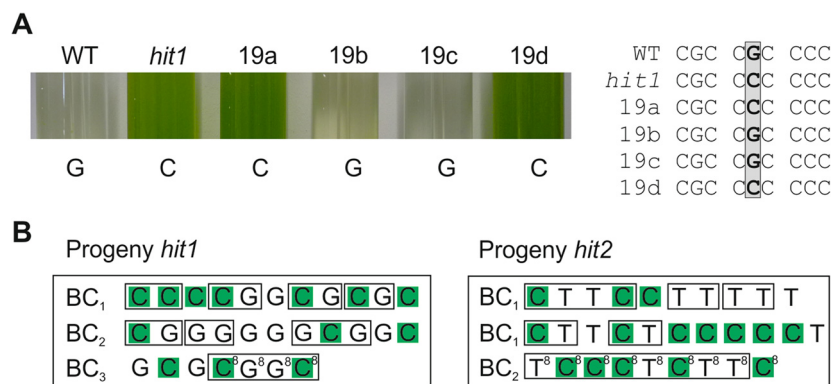 A
WT hit1 19a 19b 19c 19d
G C C G G C
WT CGC CGC CCC
hit1 CGC CCC CCC
19a CGC CCC CCC
19b CGC CGC CCC
19c CGC CGC CCC
19d CGC CCC CCC
B
Progeny hit1
BC₁ C C C C G G C G C G C
BC₂ C G G G G G G C G G C
BC₃ G C G C⁸ G⁸ G⁸ C⁸
Progeny hit2
BC₁ C T T C C T T T T T
BC₁ C T T C T C C C C C T
BC₂ T⁸ C⁸ C⁸ C⁸ T⁸ C⁸ T⁸ T⁸ C⁸